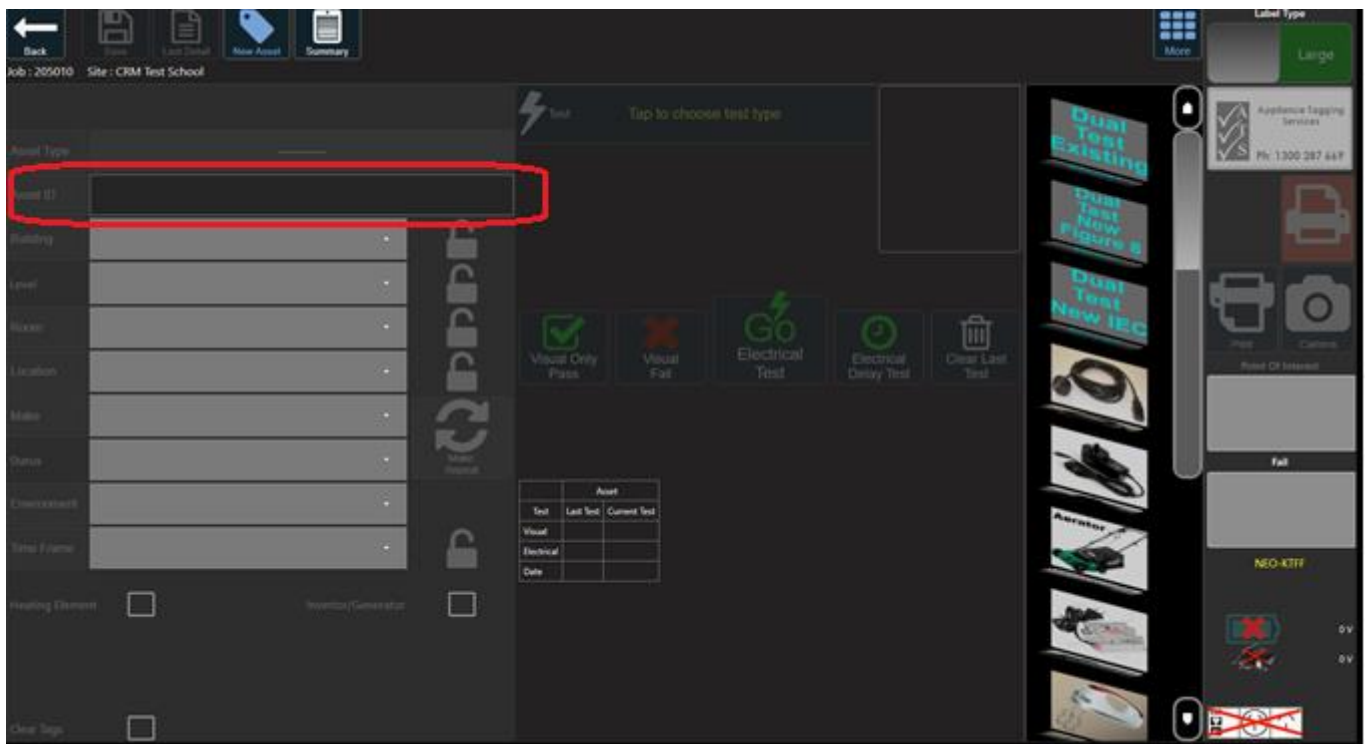 Back
Save
Last Detail
New Asset
Summary
More
Job : 205010 Site : CRM Test School
Label Type
Large
Appliance Tagging
Services
Ph: 1300 287 669
Test
Tap to choose test type
Asset Type
Asset ID
Building
Level
Room
Location
Make
Status
Environment
Time Frame
Make
Repeat
Heating Element
Invertor/Generator
Clear Tags
Visual Only
Pass
Visual
Fail
Go
Electrical
Test
Electrical
Delay Test
Clear Last
Test
Asset
Test Last Test Current Test
Visual
Electrical
Date
Dual
Test
Existing
Dual
Test
New
Figure 8
Dual
Test
New IEC
Aerator
Print
Camera
Point Of Interest
Fail
NEO-KTFF
0 V
0 V